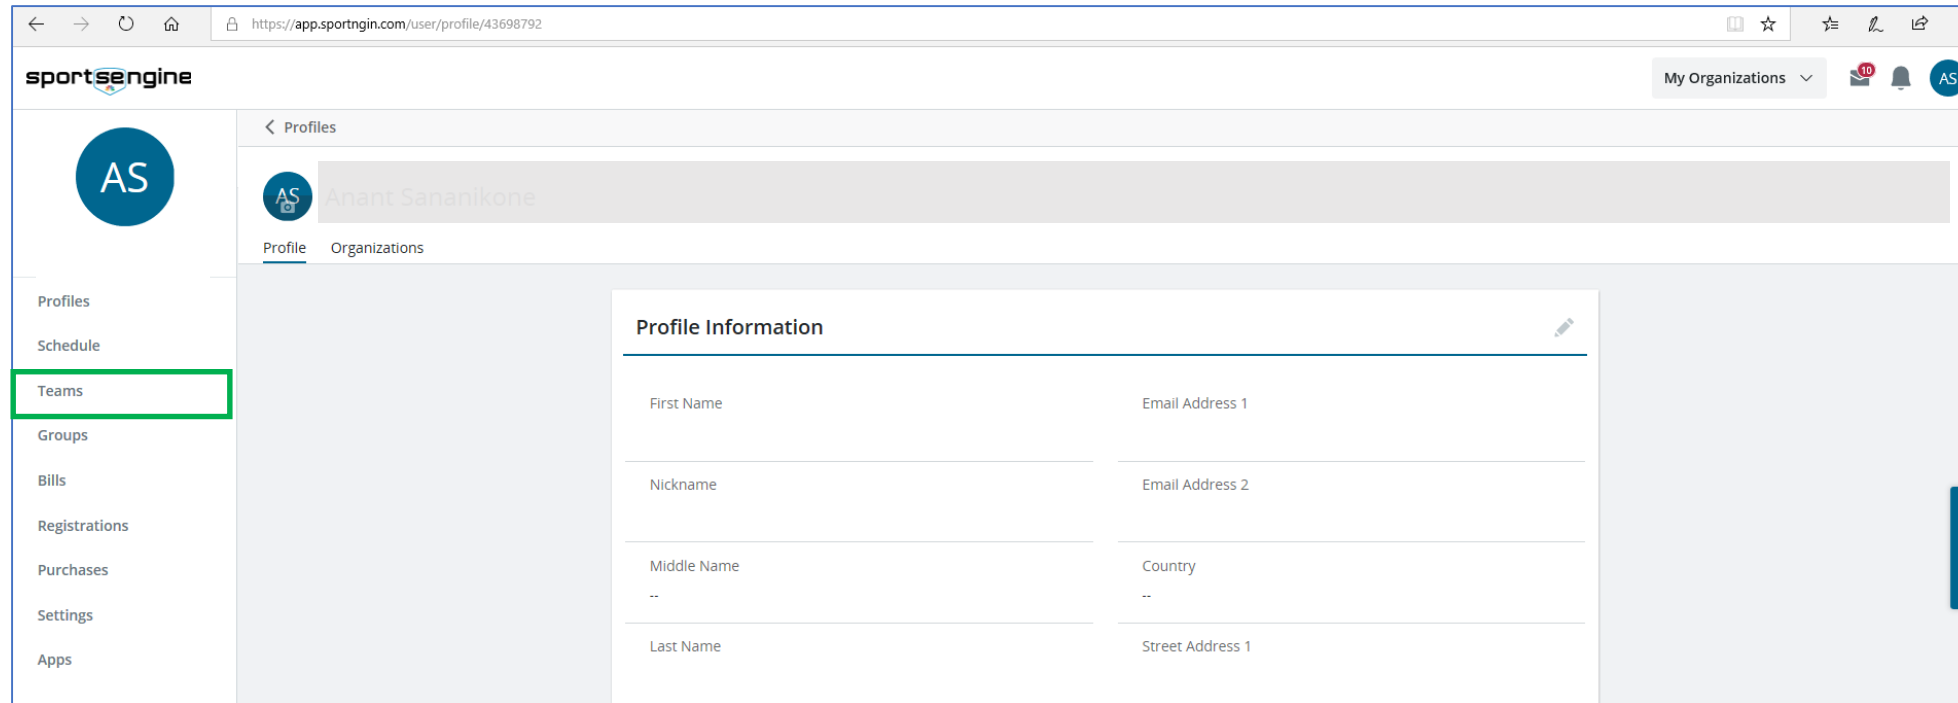 https://app.sportngin.com/user/profile/43698792
sportsengine
My Organizations
10
AS
AS
Profiles
AS
Anant Sananikone
Profile Organizations
Profiles
Schedule
Teams
Groups
Bills
Registrations
Purchases
Settings
Apps
Profile Information
First Name Email Address 1
Nickname Email Address 2
Middle Name Country
-- --
Last Name Street Address 1